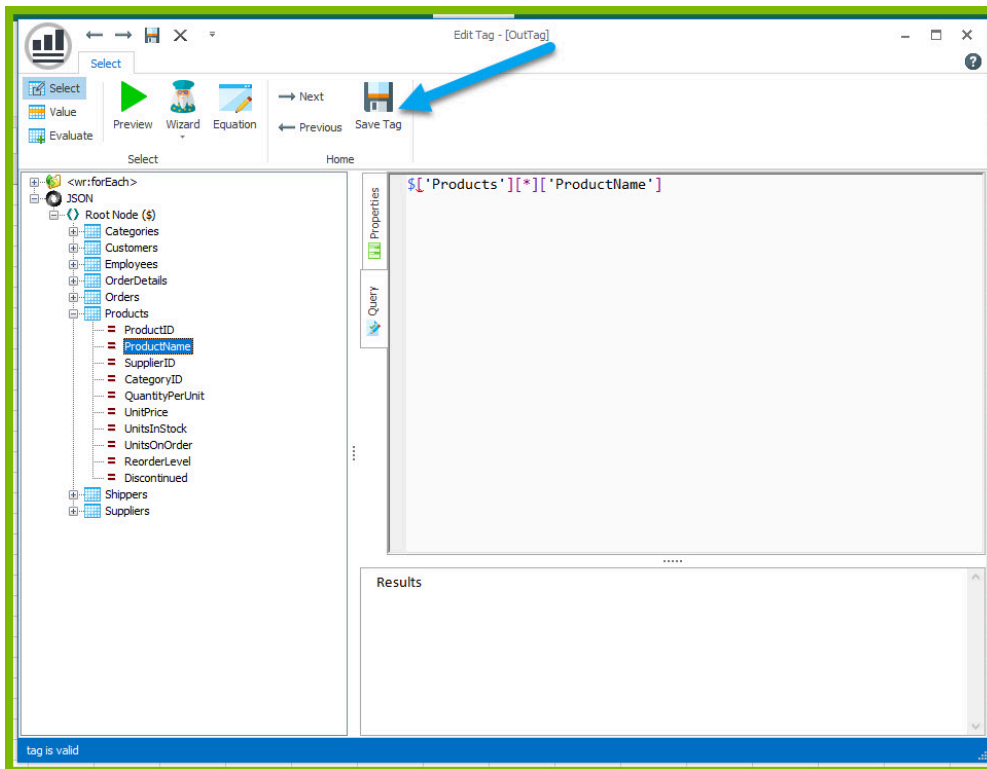 Edit Tag - [OutTag]
Select
Select
Value
Evaluate
Preview
Wizard
Equation
Next
Previous
Save Tag
Select
Home
<wr:forEach>
JSON
Root Node ($)
Categories
Customers
Employees
OrderDetails
Orders
Products
ProductID
ProductName
SupplierID
CategoryID
QuantityPerUnit
UnitPrice
UnitsInStock
UnitsOnOrder
ReorderLevel
Discontinued
Shippers
Suppliers
Properties
Query
$['Products'][*]['ProductName']
Results
tag is valid